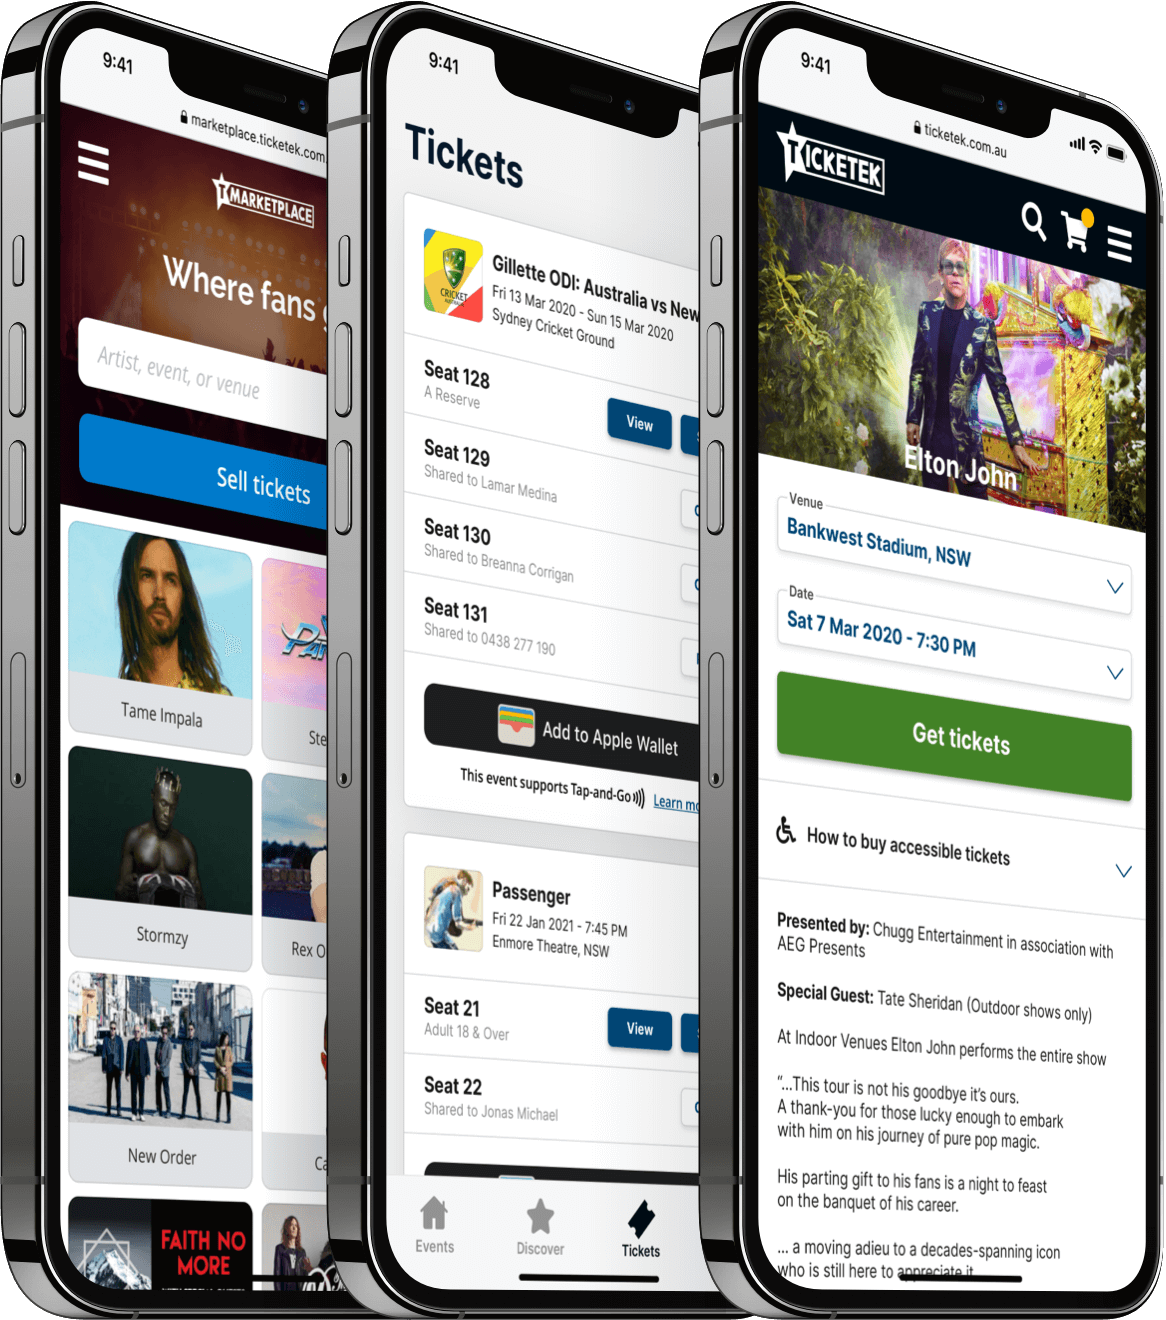 9:41
marketplace.ticketek.com.
MARKETPLACE
Where fans
Artist, event, or venue
Sell tickets
Tame Impala
Stormzy
Rex O
New Order
FAITH NO
MORE
9:41
Tickets
CRICKET
AUSTRALIA
Gillette ODI: Australia vs New
Fri 13 Mar 2020 - Sun 15 Mar 2020
Sydney Cricket Ground
Seat 128
A Reserve
View
Seat 129
Shared to Lamar Medina
Seat 130
Shared to Breanna Corrigan
Seat 131
Shared to 0438 277 190
Add to Apple Wallet
This event supports Tap-and-Go
Learn mo
Passenger
Fri 22 Jan 2021 - 7:45 PM
Enmore Theatre, NSW
Seat 21
Adult 18 & Over
View
Seat 22
Shared to Jonas Michael
Events
Discover
Tickets
9:41
ticketek.com.au
TICKETEK
Elton John
Venue
Bankwest Stadium, NSW
Date
Sat 7 Mar 2020 - 7:30 PM
Get tickets
How to buy accessible tickets
Presented by: Chugg Entertainment in association with
AEG Presents
Special Guest: Tate Sheridan (Outdoor shows only)
At Indoor Venues Elton John performs the entire show
“...This tour is not his goodbye it’s ours.
A thank-you for those lucky enough to embark
with him on his journey of pure pop magic.
His parting gift to his fans is a night to feast
on the banquet of his career.
... a moving adieu to a decades-spanning icon
who is still here to appreciate it